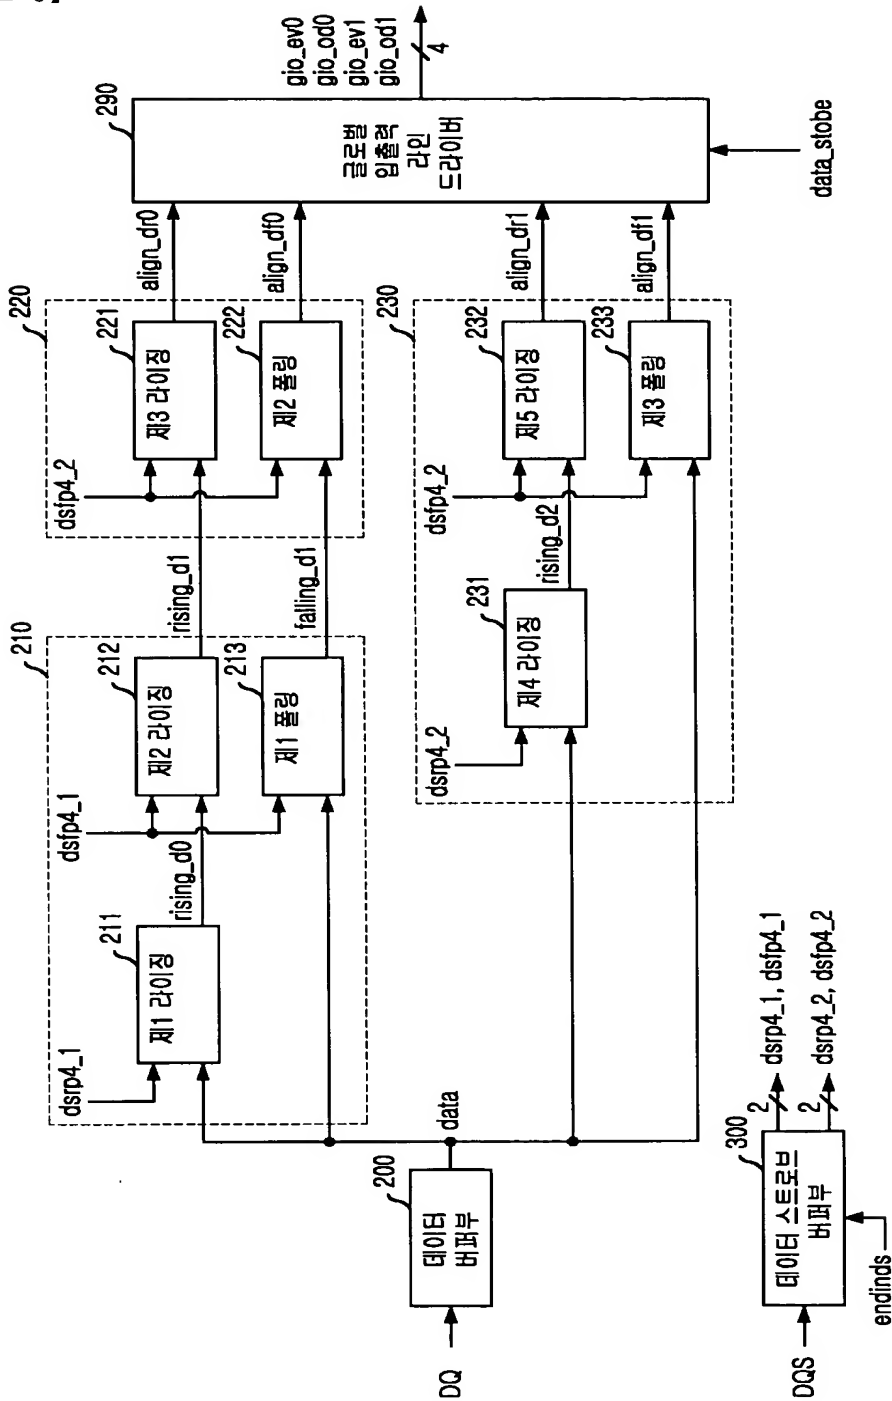 290
글로벌
입출력
라인
드라이버
gio_ev0
gio_od0
gio_ev1
gio_od1
4
data_stobe
align_dr0
align_df0
align_dr1
align_df1
220
221
제3 라이징
222
제2 폴링
dsfp4_2
230
232
제5 라이징
233
제3 폴링
dsfp4_2
rising_d2
231
제4 라이징
dsrp4_2
rising_d1
falling_d1
210
212
제2 라이징
213
제1 폴링
dsfp4_1
rising_d0
211
제1 라이징
dsrp4_1
data
200
데이터
버퍼부
DQ
300
데이터 스트로브
버퍼부
DQS
endinds
2
dsrp4_1, dsfp4_1
2
dsrp4_2, dsfp4_2